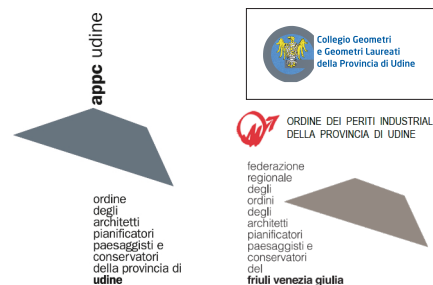 appc udine
ordine
degli
architetti
pianificatori
paesaggisti e
conservatori
della provincia di
udine
Collegio Geometri
e Geometri Laureati
della Provincia di Udine
ORDINE DEI PERITI INDUSTRIAL
DELLA PROVINCIA DI UDINE
federazione
regionale
degli
ordini
degli
architetti
pianificatori
paesaggisti e
conservatori
del
friuli venezia giulia